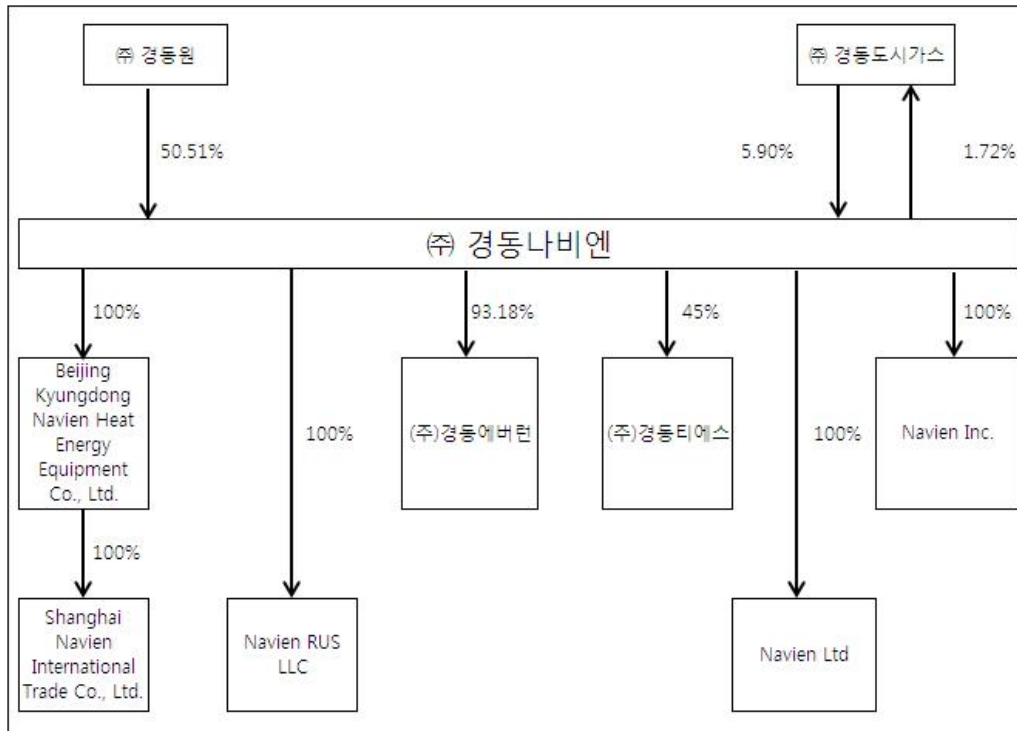 ㈜ 경동원
㈜ 경동도시가스
50.51%
5.90%
1.72%
㈜ 경동나비엔
100%
93.18%
45%
100%
Beijing
Kyungdong
Navien Heat
Energy
Equipment
Co., Ltd.
100%
(주)경동에버런
(주)경동티에스
100%
Navien Inc.
100%
Shanghai
Navien
International
Trade Co., Ltd.
Navien RUS
LLC
Navien Ltd